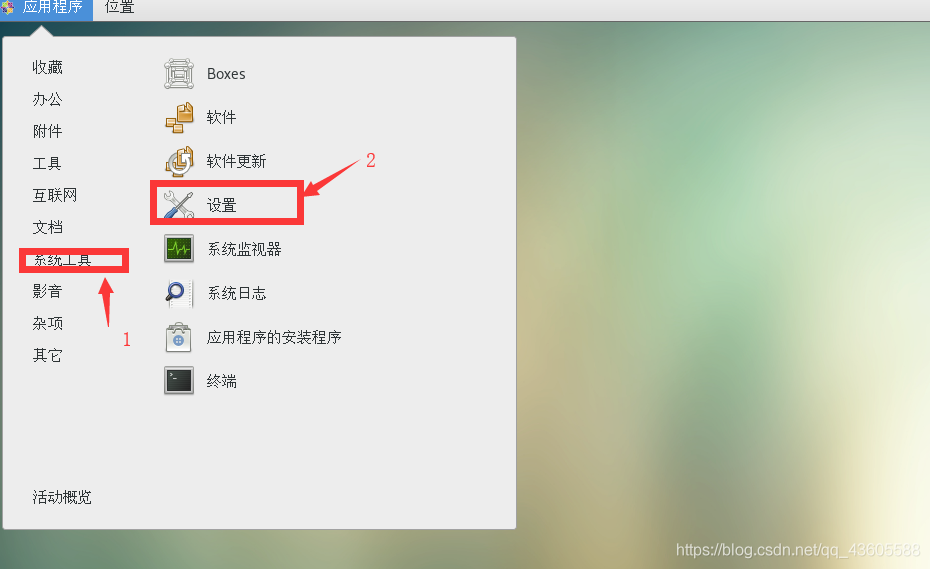 应用程序 位置
收藏
办公
附件
工具
互联网
文档
系统工具
影音
杂项
其它
活动概览
Boxes
软件
软件更新
设置
系统监视器
系统日志
应用程序的安装程序
终端
2
1
https://blog.csdn.net/qq_43605588